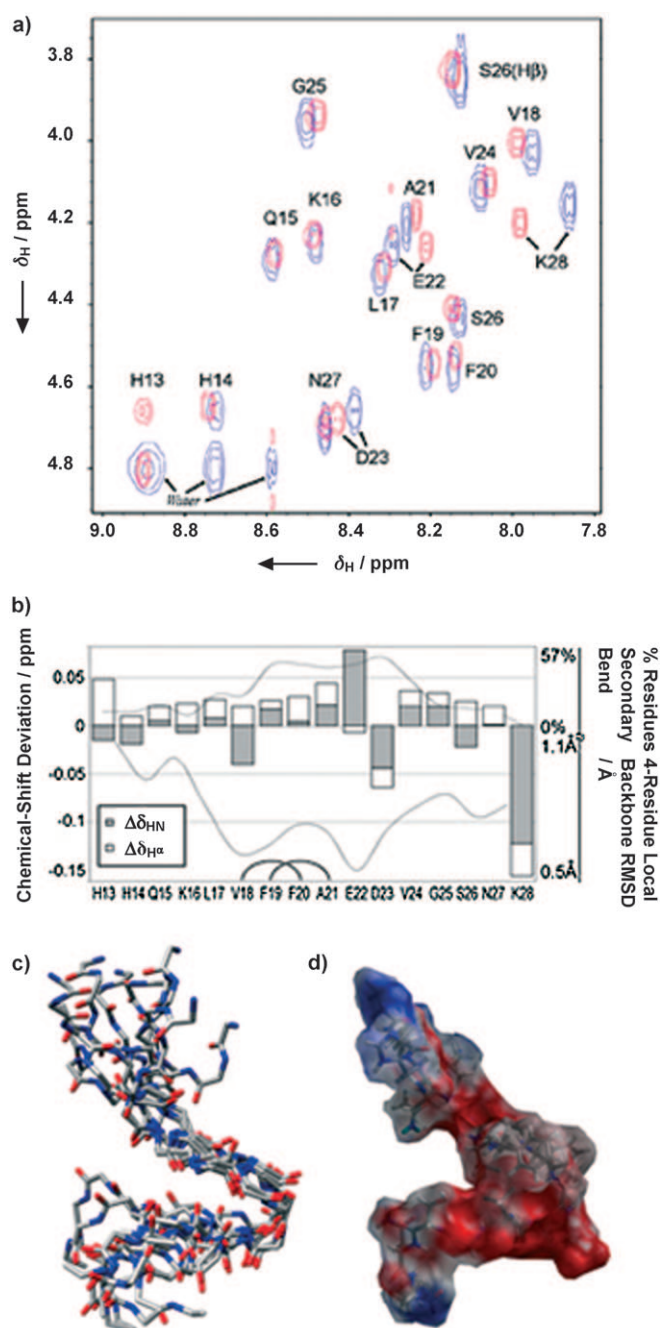 a)
3.8
4.0
4.2
4.4
4.6
4.8
δH / ppm
G25
S26(Hβ)
V18
V24
A21
K16
Q15
K28
E22
L17
S26
F19
F20
H13
H14
N27
D23
Water
9.0 8.8 8.6 8.4 8.2 8.0 7.8
δH / ppm
b)
Chemical-Shift Deviation / ppm
0.05
0
-0.05
-0.1
-0.15
ΔδHN
ΔδHα
57%
0%
1.1Å
0.5Å
% Residues 4-Residue Local
Secondary Backbone RMSD
Bend / Å
H13 H14 Q15 K16 L17 V18 F19 F20 A21 E22 D23 V24 G25 S26 N27 K28
c)
d)